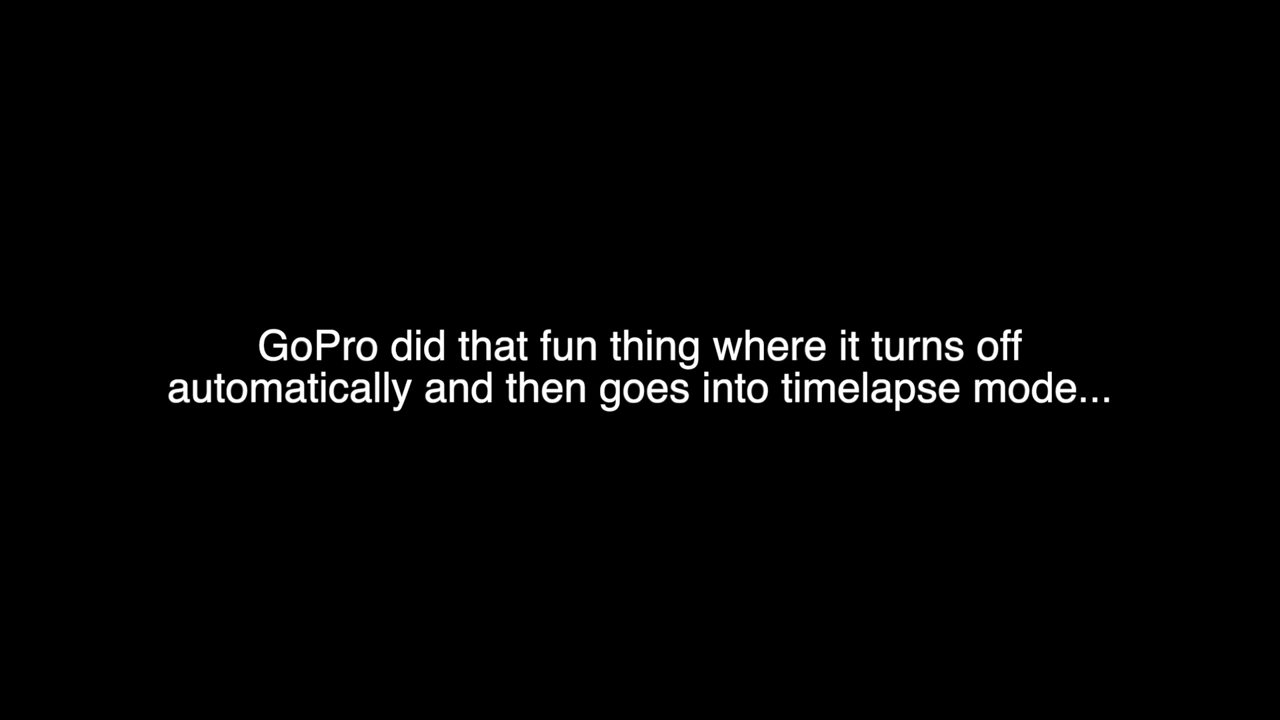 GoPro did that fun thing where it turns off
automatically and then goes into timelapse mode...